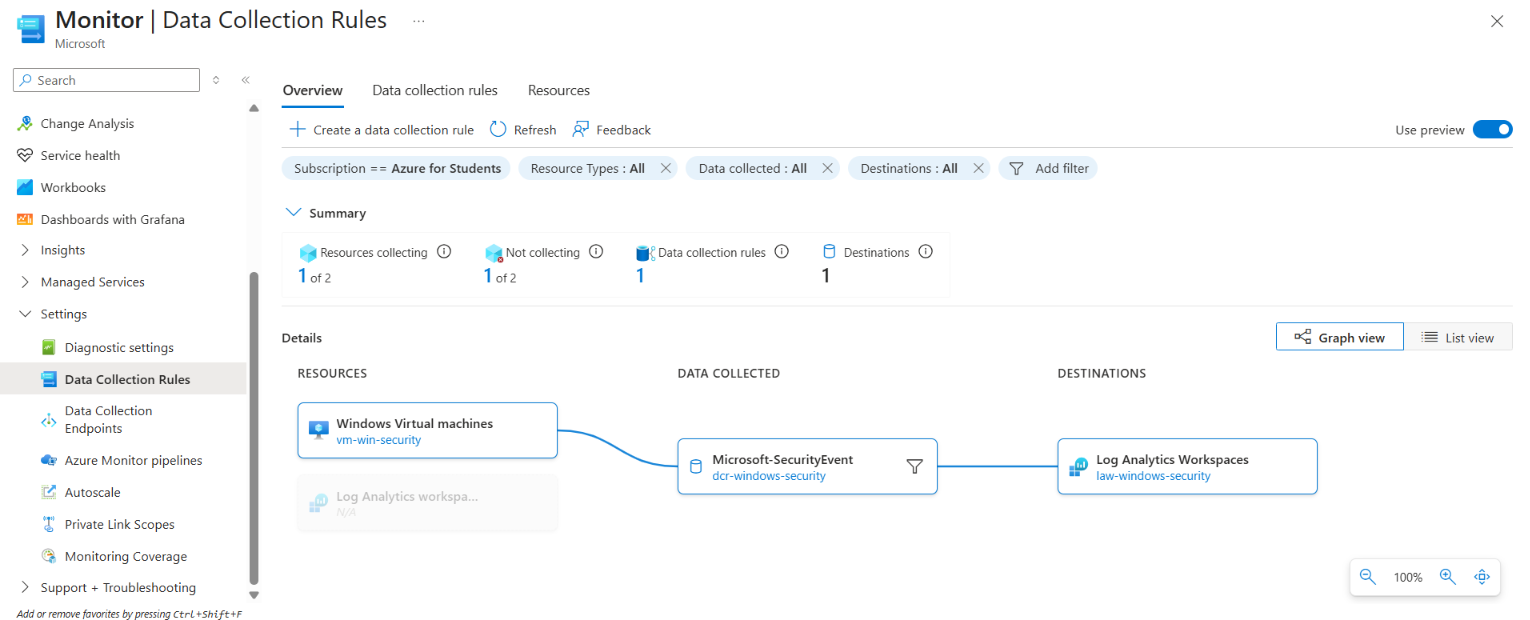 Monitor | Data Collection Rules ...
Microsoft
Search
Change Analysis
Service health
Workbooks
Dashboards with Grafana
Insights
Managed Services
Settings
Diagnostic settings
Data Collection Rules
Data Collection
Endpoints
Azure Monitor pipelines
Autoscale
Private Link Scopes
Monitoring Coverage
Support + Troubleshooting
Add or remove favorites by pressing Ctrl+Shift+F
Overview Data collection rules Resources
Create a data collection rule Refresh Feedback Use preview
Subscription == Azure for Students Resource Types : All Data collected : All Destinations : All Add filter
Summary
Resources collecting Not collecting Data collection rules Destinations
1 of 2 1 of 2 1 1
Details Graph view List view
RESOURCES DATA COLLECTED DESTINATIONS
Windows Virtual machines
vm-win-security
Microsoft-SecurityEvent
dcr-windows-security
Log Analytics Workspaces
law-windows-security
Log Analytics workspa...
N/A
100%